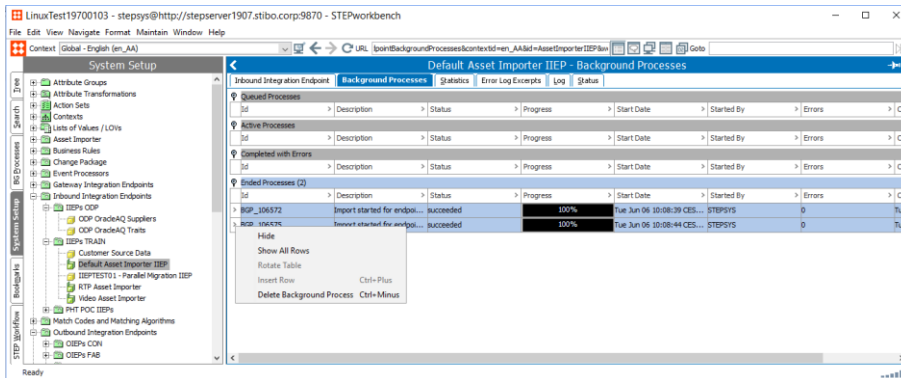 LinuxTest19700103 - stepsys@http://stepserver1907.stibo.corp:9870 - STEPworkbench
File Edit View Navigate Format Maintain Window Help
Context Global - English (en_AA) URL lpointBackgroundProcesses&contextid=en_AA&id=AssetImporterIIEP& Goto
System Setup
Default Asset Importer IIEP - Background Processes
Inbound Integration Endpoint Background Processes Statistics Error Log Excerpts Log Status
Tree
Search
BG Processes
System Setup
Bookmarks
STEP Workflow
Attribute Groups
Attribute Transformations
Action Sets
Contexts
Lists of Values / LOVs
Asset Importer
Business Rules
Change Package
Event Processors
Gateway Integration Endpoints
Inbound Integration Endpoints
IIEPs ODP
ODP OracleAQ Suppliers
ODP OracleAQ Traits
IIEPs TRAIN
Customer Source Data
Default Asset Importer IIEP
IIEPTEST01 - Parallel Migration IIEP
RTP Asset Importer
Video Asset Importer
PHT POC IIEPs
Match Codes and Matching Algorithms
Outbound Integration Endpoints
OIEPs CON
OIEPs FAB
Queued Processes
Id > Description > Status > Progress > Start Date > Started By > Errors > C
Active Processes
Id > Description > Status > Progress > Start Date > Started By > Errors > C
Completed with Errors
Id > Description > Status > Progress > Start Date > Started By > Errors > C
Ended Processes (2)
Id > Description > Status > Progress > Start Date > Started By > Errors > C
> BGP_106572 Import started for endpoi... succeeded 100% Tue Jun 06 10:08:39 CES... STEPSYS 0 Tu
> BGP_106575 Import started for endpoi... succeeded 100% Tue Jun 06 10:08:44 CES... STEPSYS 0 Tu
Hide
Show All Rows
Rotate Table
Insert Row Ctrl+Plus
Delete Background Process Ctrl+Minus
Ready